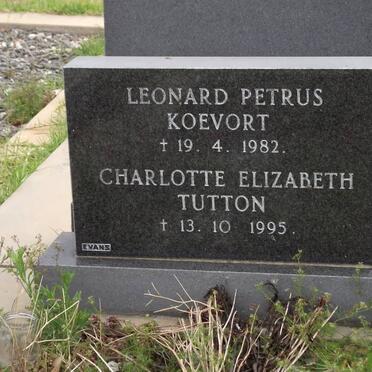 LEONARD PETRUS
KOEVORT
† 19. 4. 1982.
CHARLOTTE ELIZABETH
TUTTON
† 13. 10 1995.
EVANS